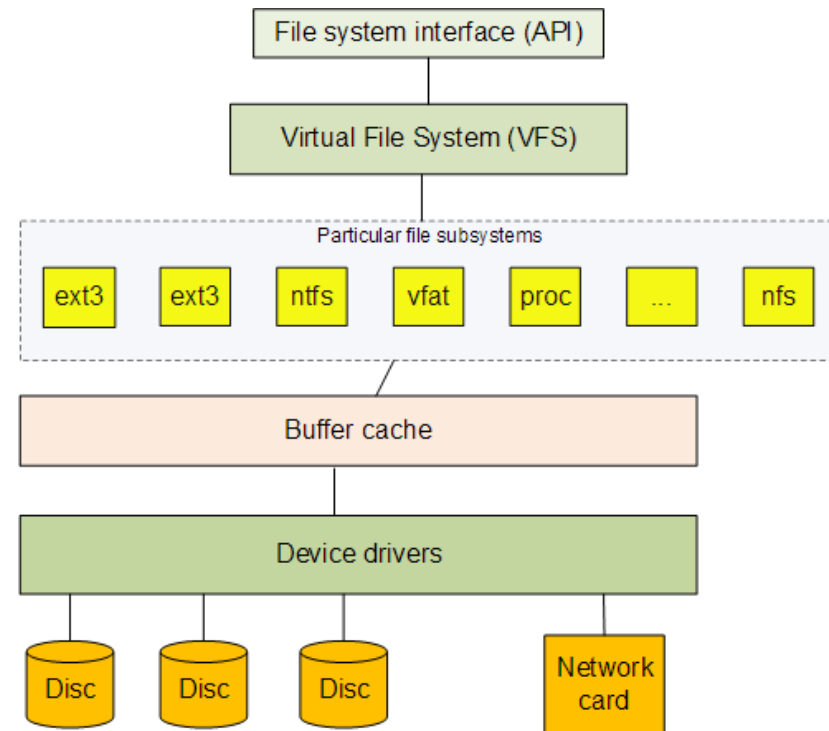 File system interface (API)
Virtual File System (VFS)
Particular file subsystems
ext3 ext3 ntfs vfat proc ... nfs
Buffer cache
Device drivers
Disc Disc Disc Network
card